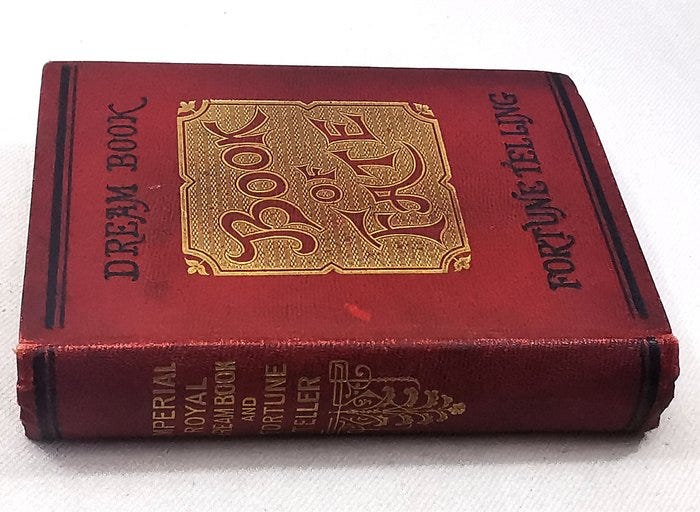 DREAM BOOK
BOOK
OF
FATE
FORTUNE TELLING
IMPERIAL
ROYAL
DREAM BOOK
AND
FORTUNE
TELLER